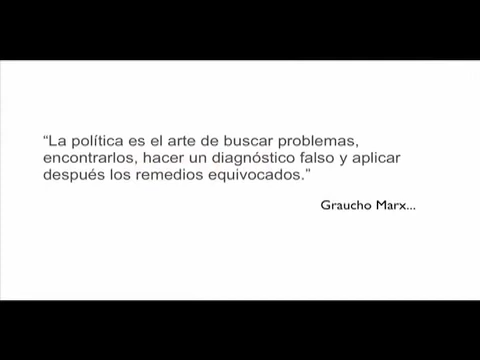 “La política es el arte de buscar problemas,
encontrarlos, hacer un diagnóstico falso y aplicar
después los remedios equivocados.”
Graucho Marx...